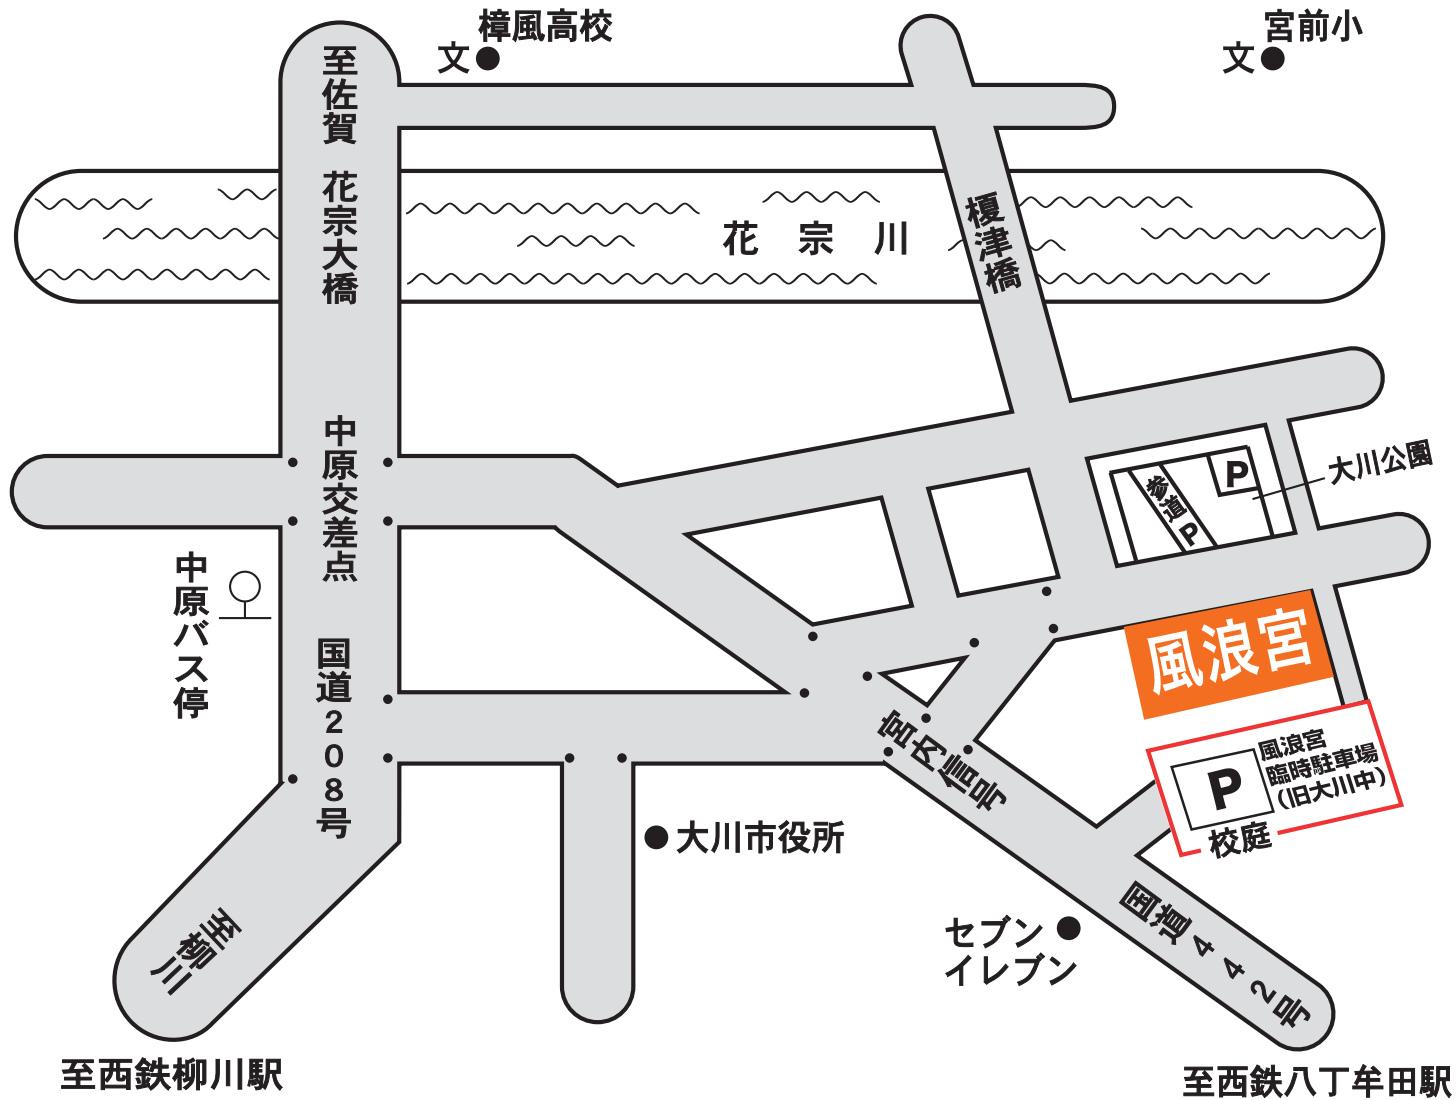 樟風高校
文
宮前小
文
至佐賀
花宗大橋
花宗川
榎津橋
中原交差点
大川公園
参道
P
P
中原バス停
国道208号
風浪宮
宮内信号
風浪宮
臨時駐車場
(旧大川中)
P
校庭
大川市役所
セブン
イレブン
国道442号
至柳川
至西鉄柳川駅
至西鉄八丁牟田駅